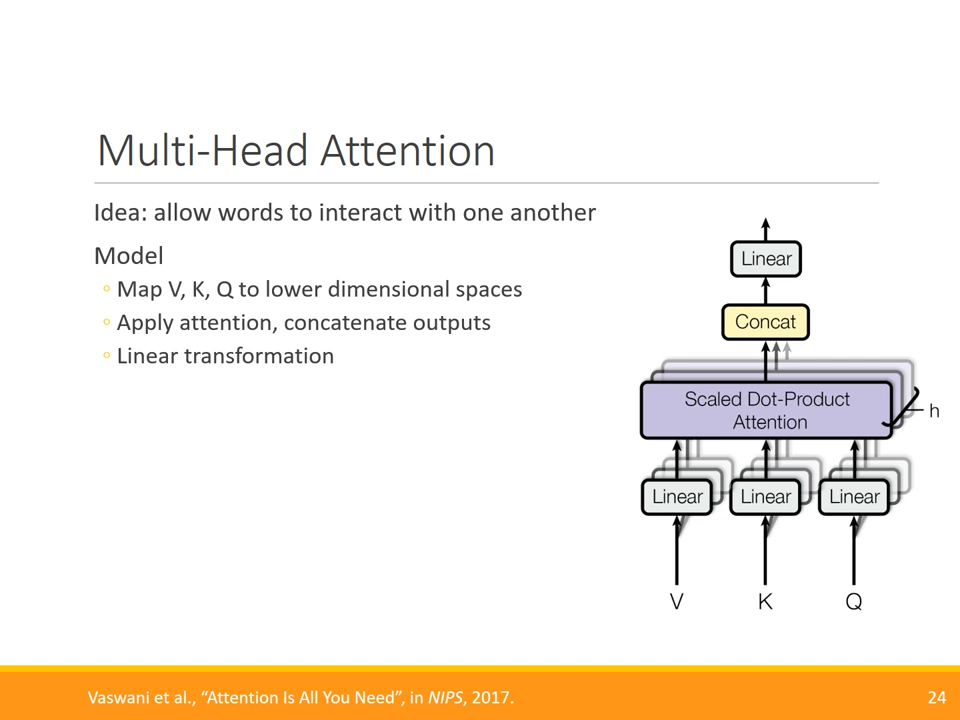 Multi-Head Attention
Idea: allow words to interact with one another
Model
◦ Map V, K, Q to lower dimensional spaces
◦ Apply attention, concatenate outputs
◦ Linear transformation
Linear
Concat
Scaled Dot-Product
Attention
h
Linear Linear Linear
V K Q
Vaswani et al., “Attention Is All You Need”, in NIPS, 2017.
24